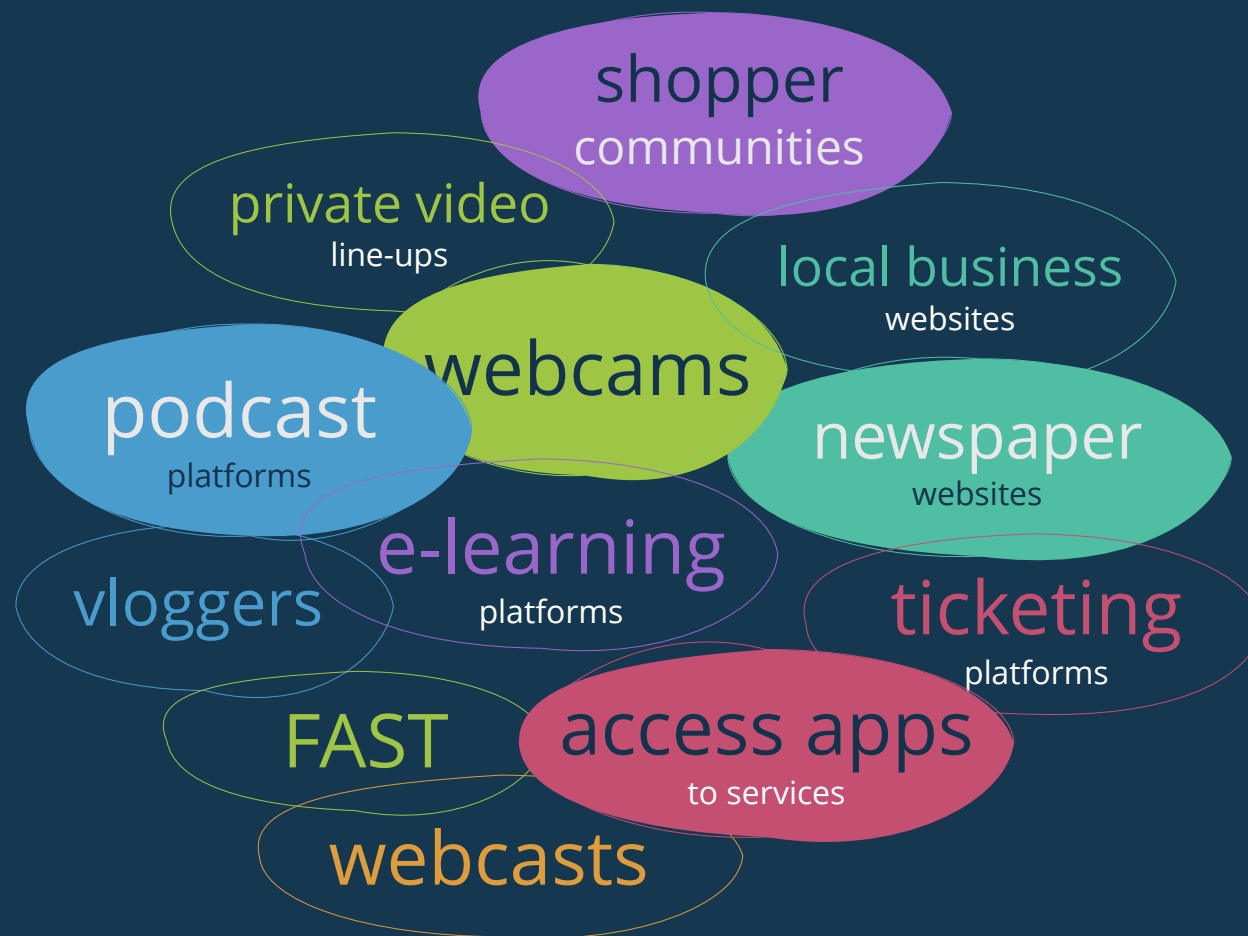 shopper
communities
private video
line-ups
local business
websites
webcams
podcast
platforms
newspaper
websites
e-learning
platforms
vloggers
ticketing
platforms
FAST
access apps
to services
webcasts